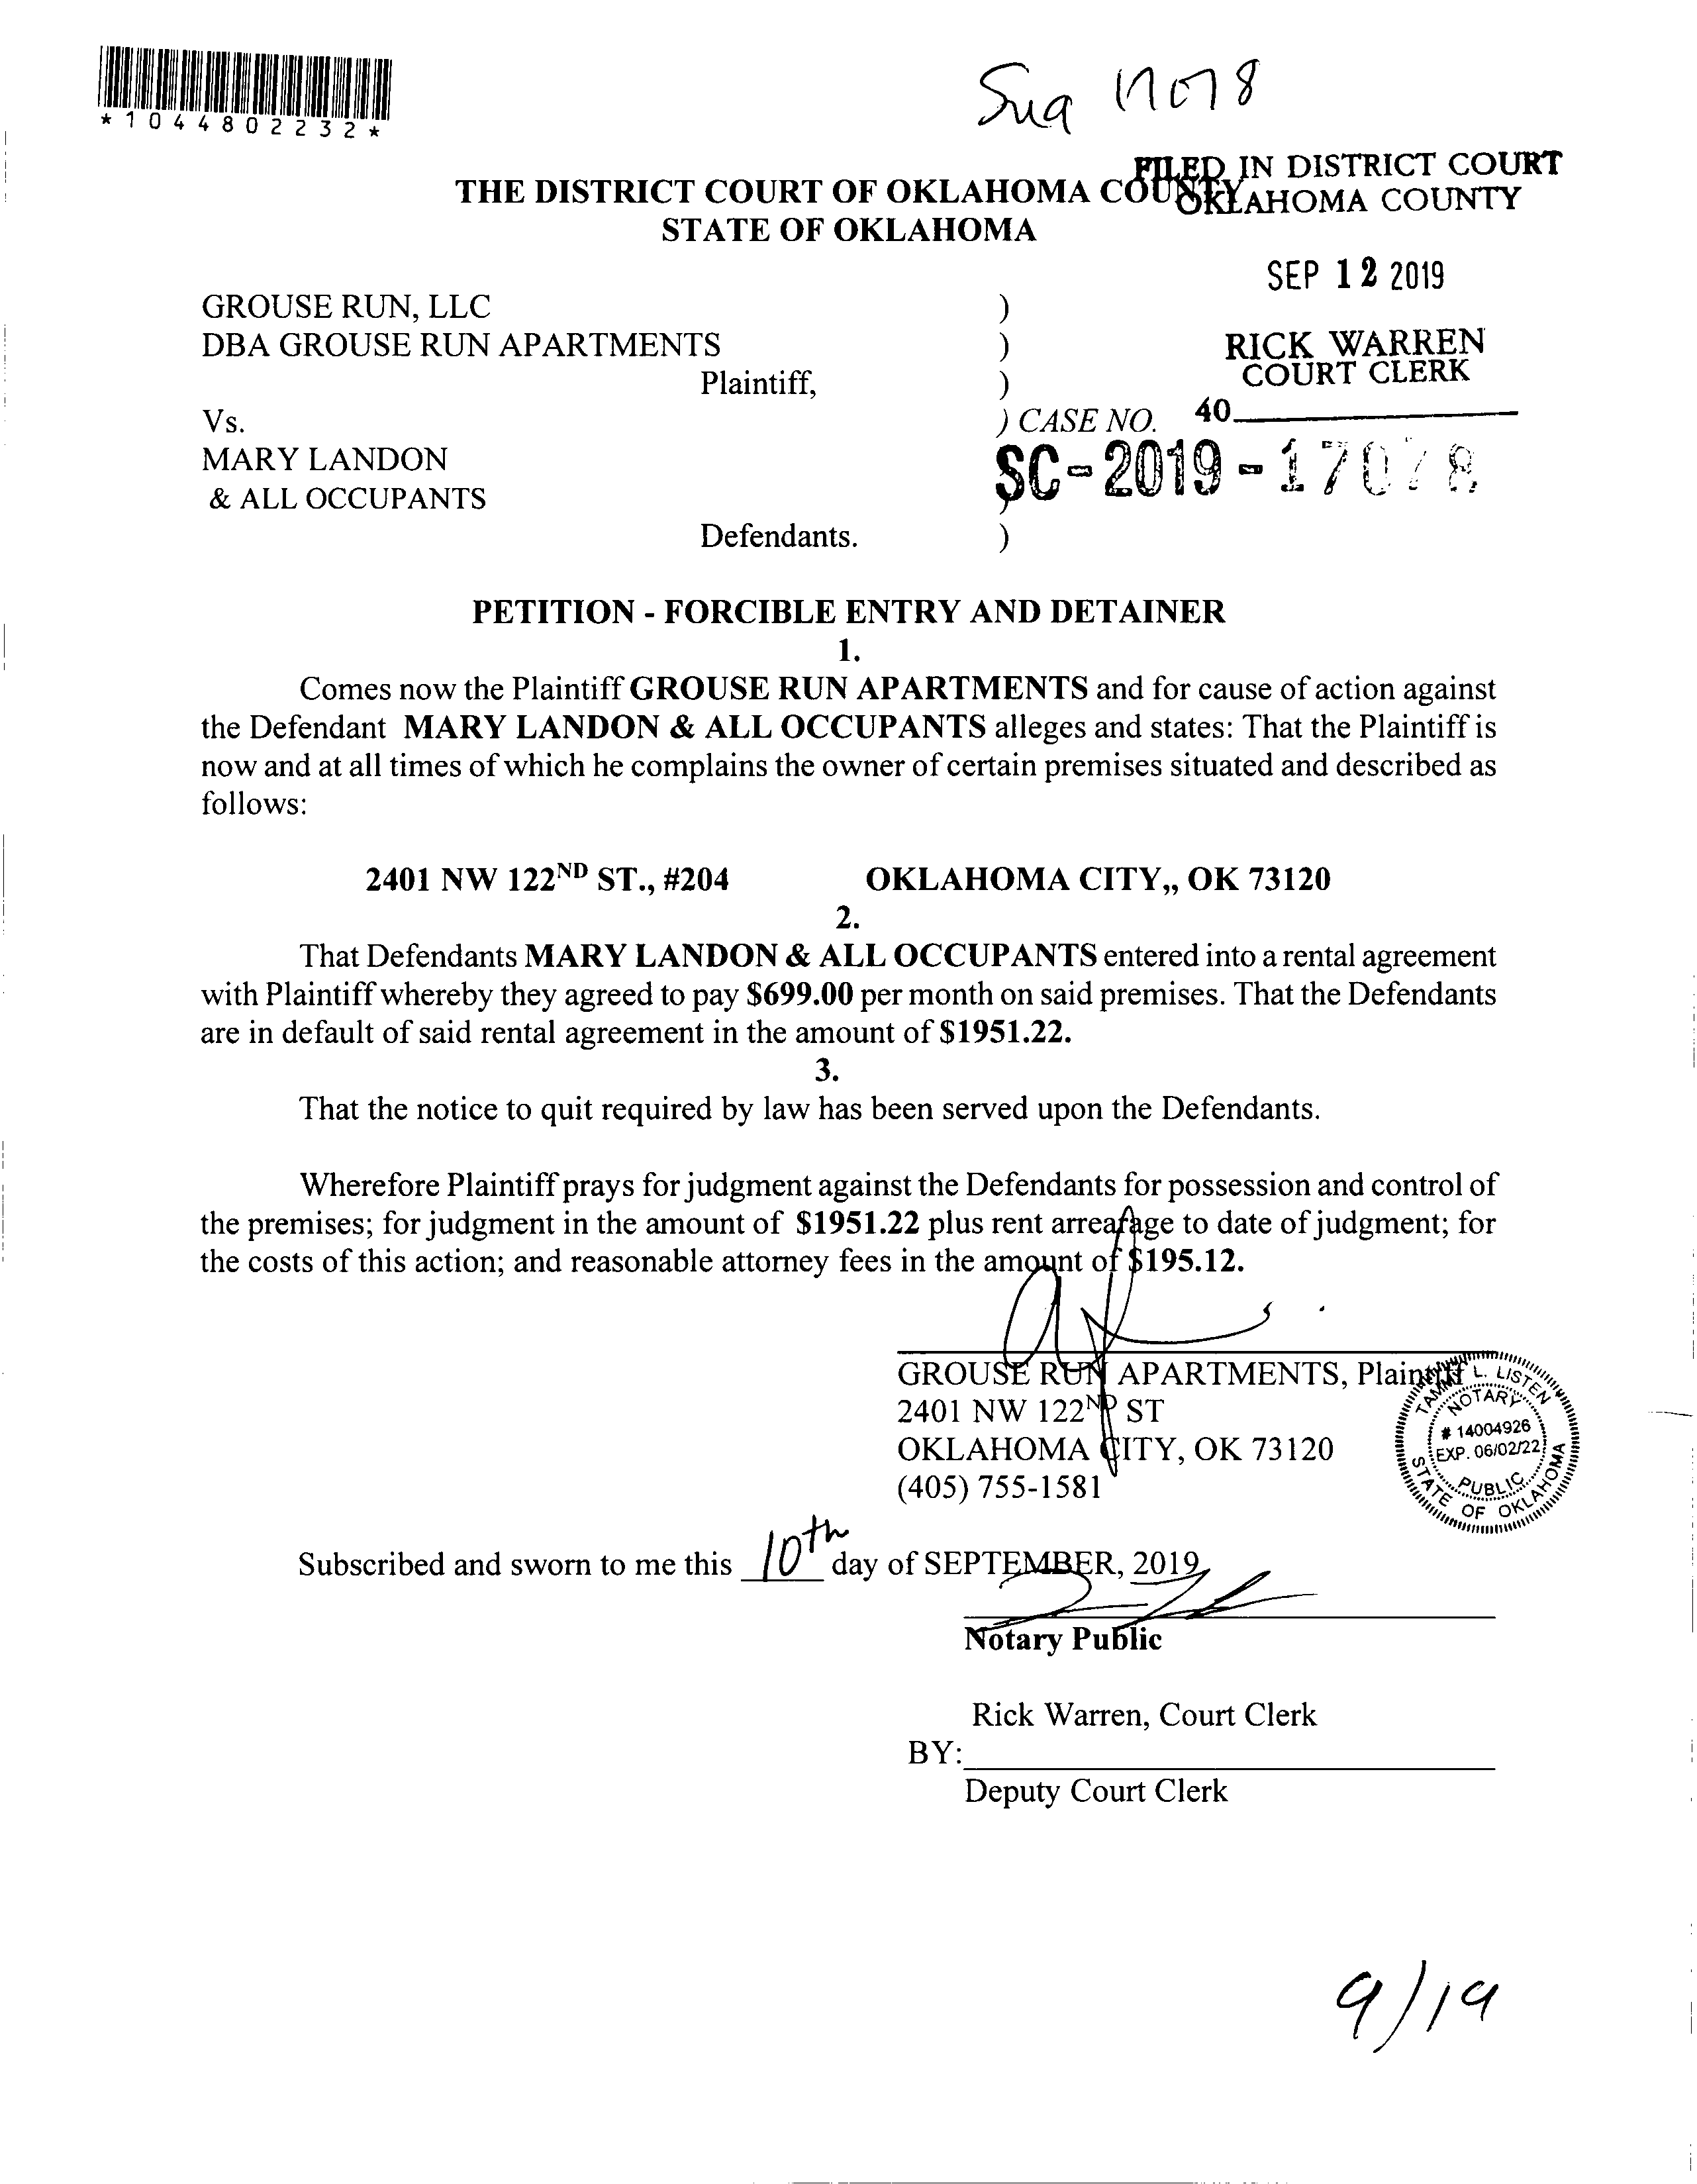 *1044802232*
17078
FILED IN DISTRICT COURT
OKLAHOMA COUNTY
THE DISTRICT COURT OF OKLAHOMA COUNTY
STATE OF OKLAHOMA
SEP 12 2019
GROUSE RUN, LLC )
DBA GROUSE RUN APARTMENTS )
RICK WARREN
COURT CLERK
Plaintiff, )
Vs. ) CASE NO. 40
MARY LANDON SC-2019-17078
& ALL OCCUPANTS )
Defendants. )
PETITION - FORCIBLE ENTRY AND DETAINER
1.
Comes now the Plaintiff GROUSE RUN APARTMENTS and for cause of action against
the Defendant MARY LANDON & ALL OCCUPANTS alleges and states: That the Plaintiff is
now and at all times of which he complains the owner of certain premises situated and described as
follows:
2401 NW 122ND ST., #204 OKLAHOMA CITY,, OK 73120
2.
That Defendants MARY LANDON & ALL OCCUPANTS entered into a rental agreement
with Plaintiff whereby they agreed to pay $699.00 per month on said premises. That the Defendants
are in default of said rental agreement in the amount of $1951.22.
3.
That the notice to quit required by law has been served upon the Defendants.
Wherefore Plaintiff prays for judgment against the Defendants for possession and control of
the premises; for judgment in the amount of $1951.22 plus rent arrearage to date of judgment; for
the costs of this action; and reasonable attorney fees in the amount of $195.12.
GROUSE RUN APARTMENTS, Plaintiff
2401 NW 122ND ST
OKLAHOMA CITY, OK 73120
(405) 755-1581
TAMMY L. LISTEN
NOTARY
# 14004926
EXP. 06/02/22
PUBLIC
STATE OF OKLAHOMA
Subscribed and sworn to me this 10th day of SEPTEMBER, 2019
Notary Public
Rick Warren, Court Clerk
BY:
Deputy Court Clerk
9/19